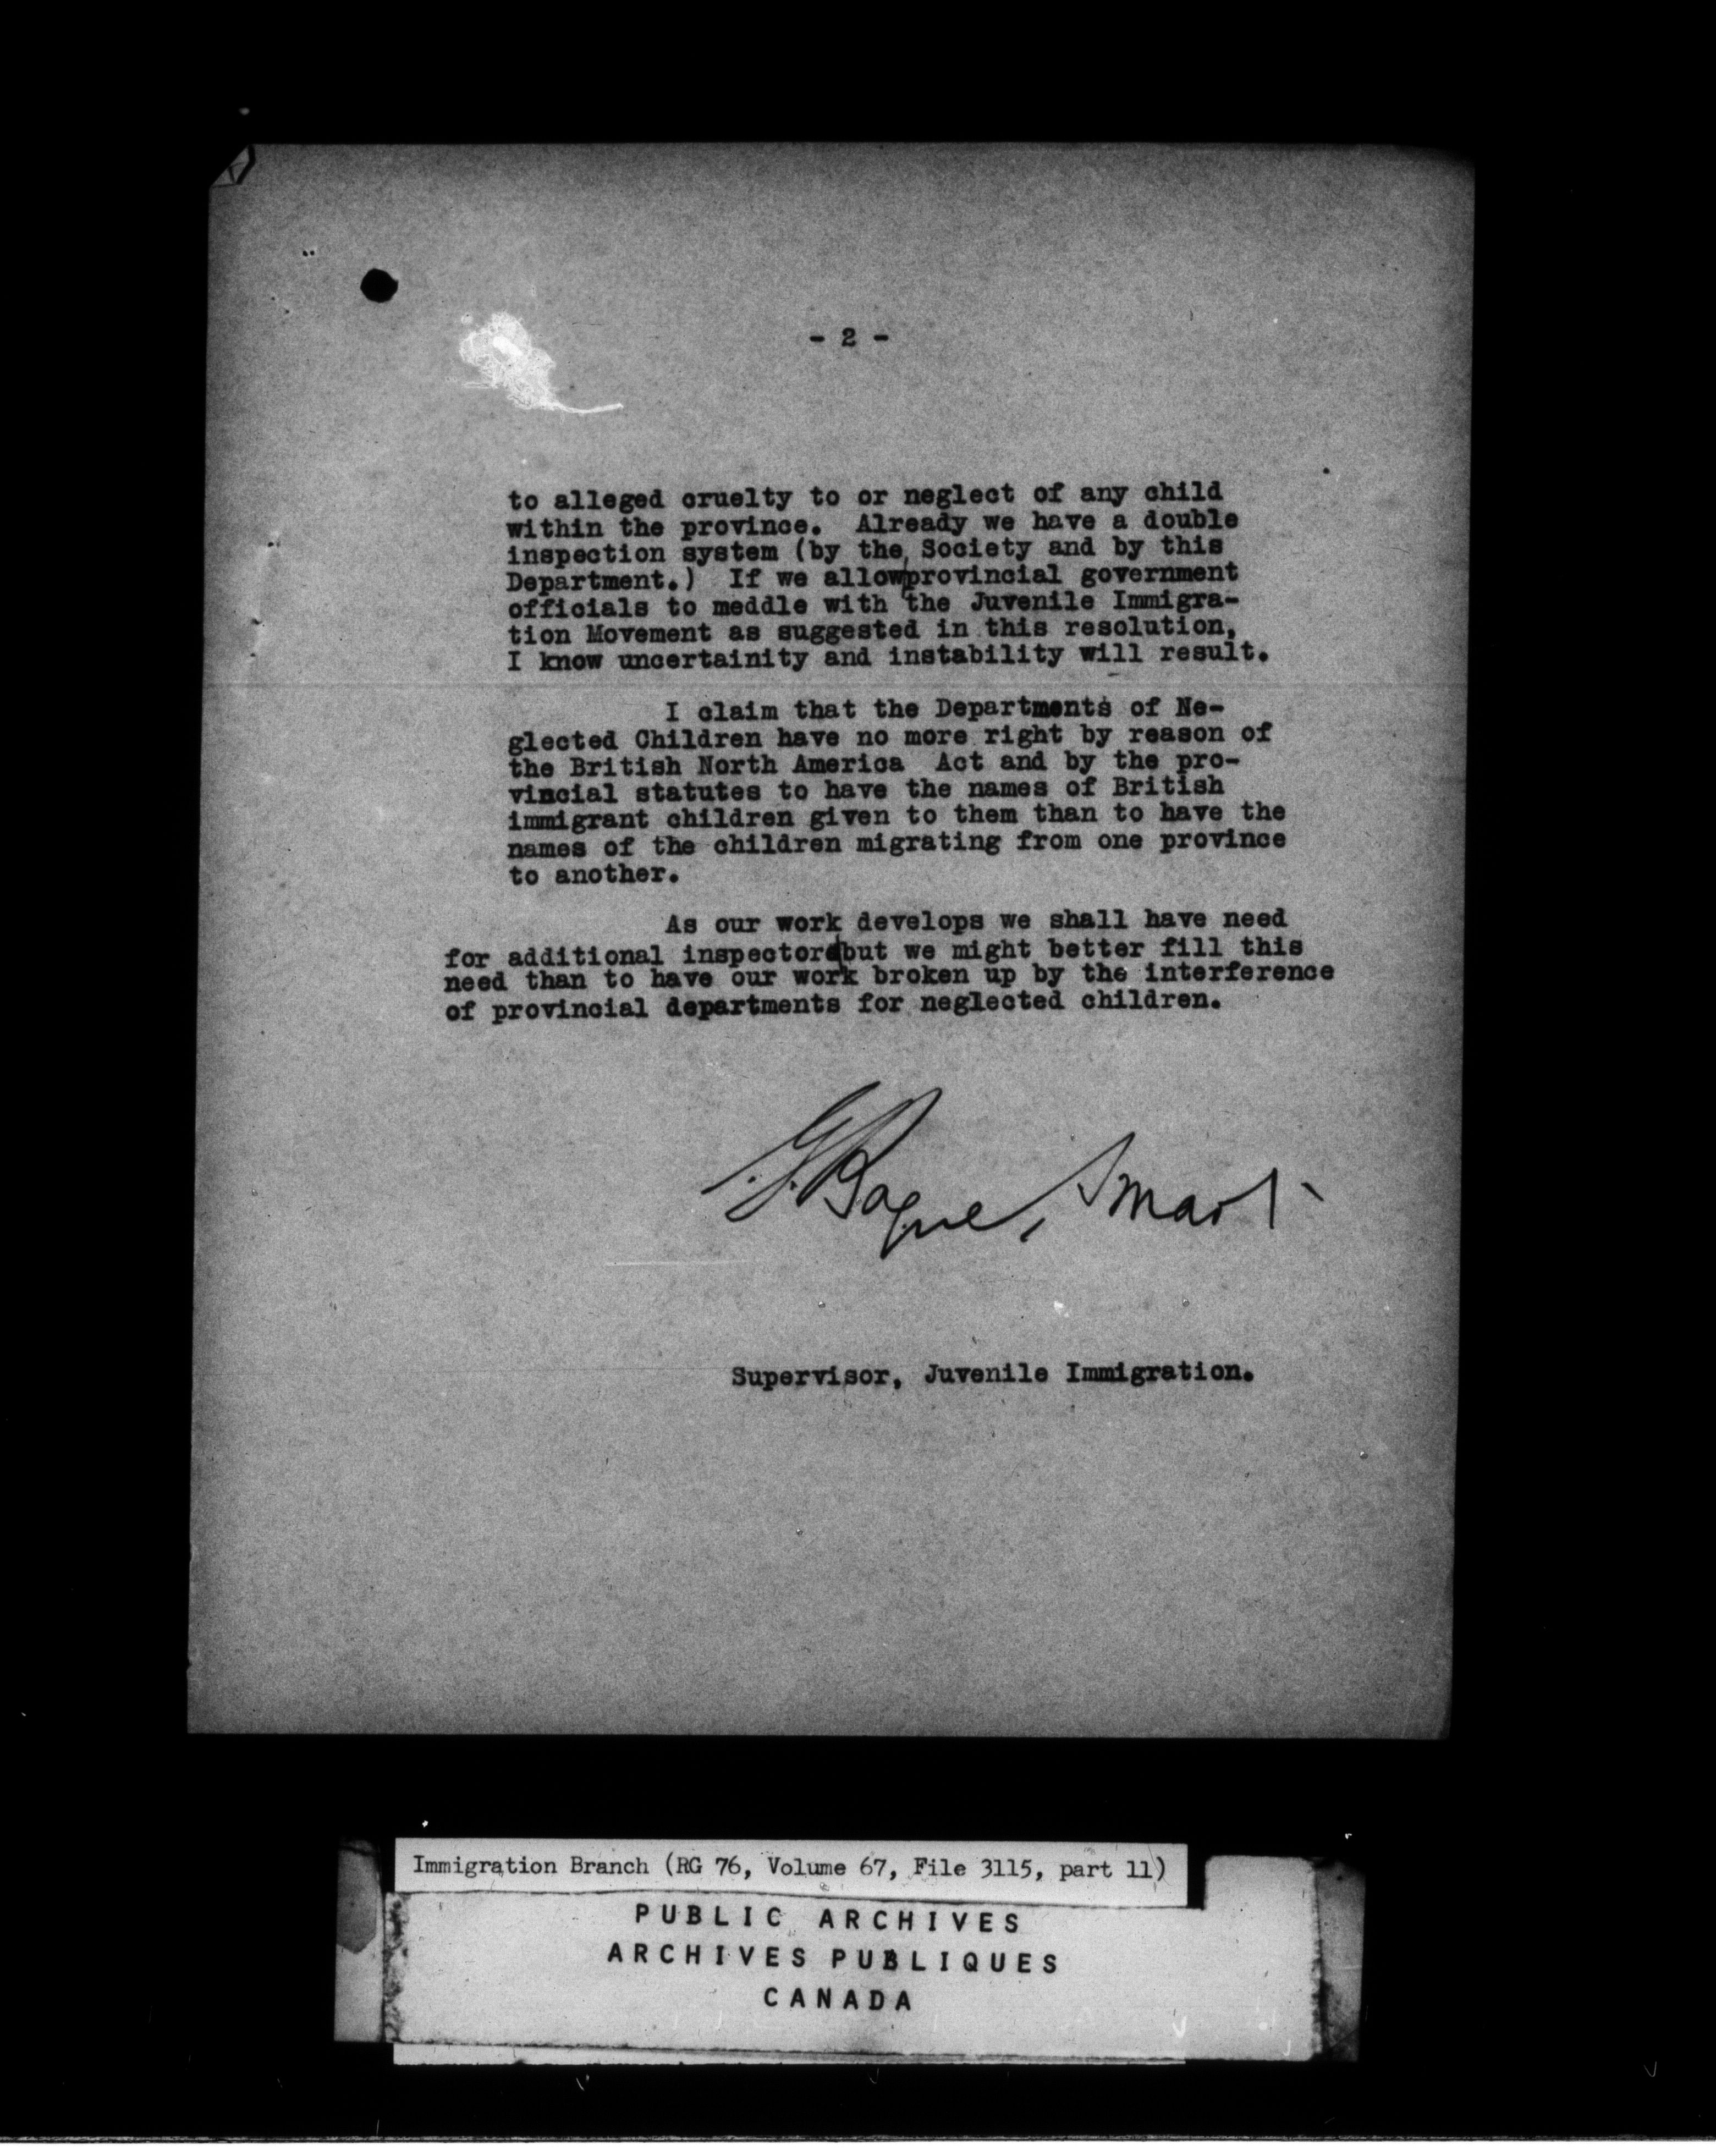 - 2 -
to alleged cruelty to or neglect of any child
within the province. Already we have a double
inspection system (by the Society and by this
Department.) If we allow provincial government
officials to meddle with the Juvenile Immigra-
tion Movement as suggested in this resolution,
I know uncertainity and instability will result.
I claim that the Departments of Ne-
glected Children have no more right by reason of
the British North America Act and by the pro-
vincial statutes to have the names of British
immigrant children given to them than to have the
names of the children migrating from one province
to another.
As our work develops we shall have need
for additional inspectors but we might better fill this
need than to have our work broken up by the interference
of provincial departments for neglected children.
G. Bogue Smart
Supervisor, Juvenile Immigration.
Immigration Branch (RG 76, Volume 67, File 3115, part 11)
PUBLIC ARCHIVES
ARCHIVES PUBLIQUES
CANADA